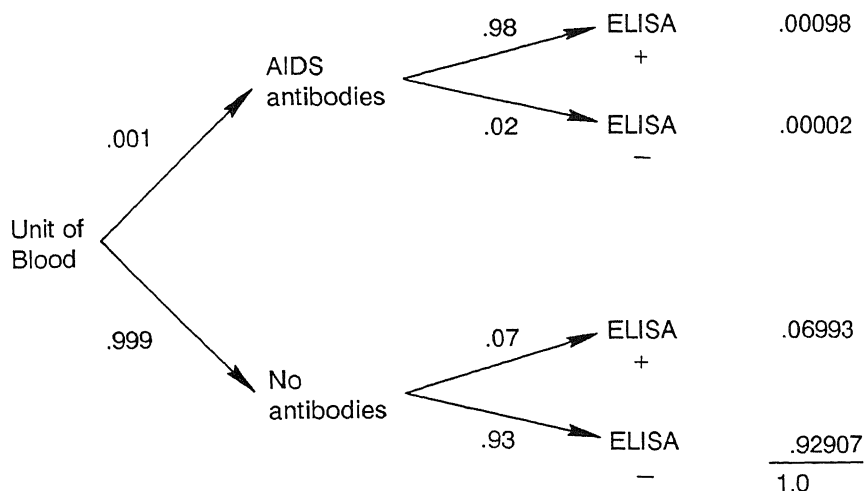 .98 ELISA .00098
+
AIDS
antibodies
.02 ELISA .00002
−
.001
Unit of
Blood
.999
.07 ELISA .06993
+
No
antibodies
.93 ELISA .92907
−
1.0